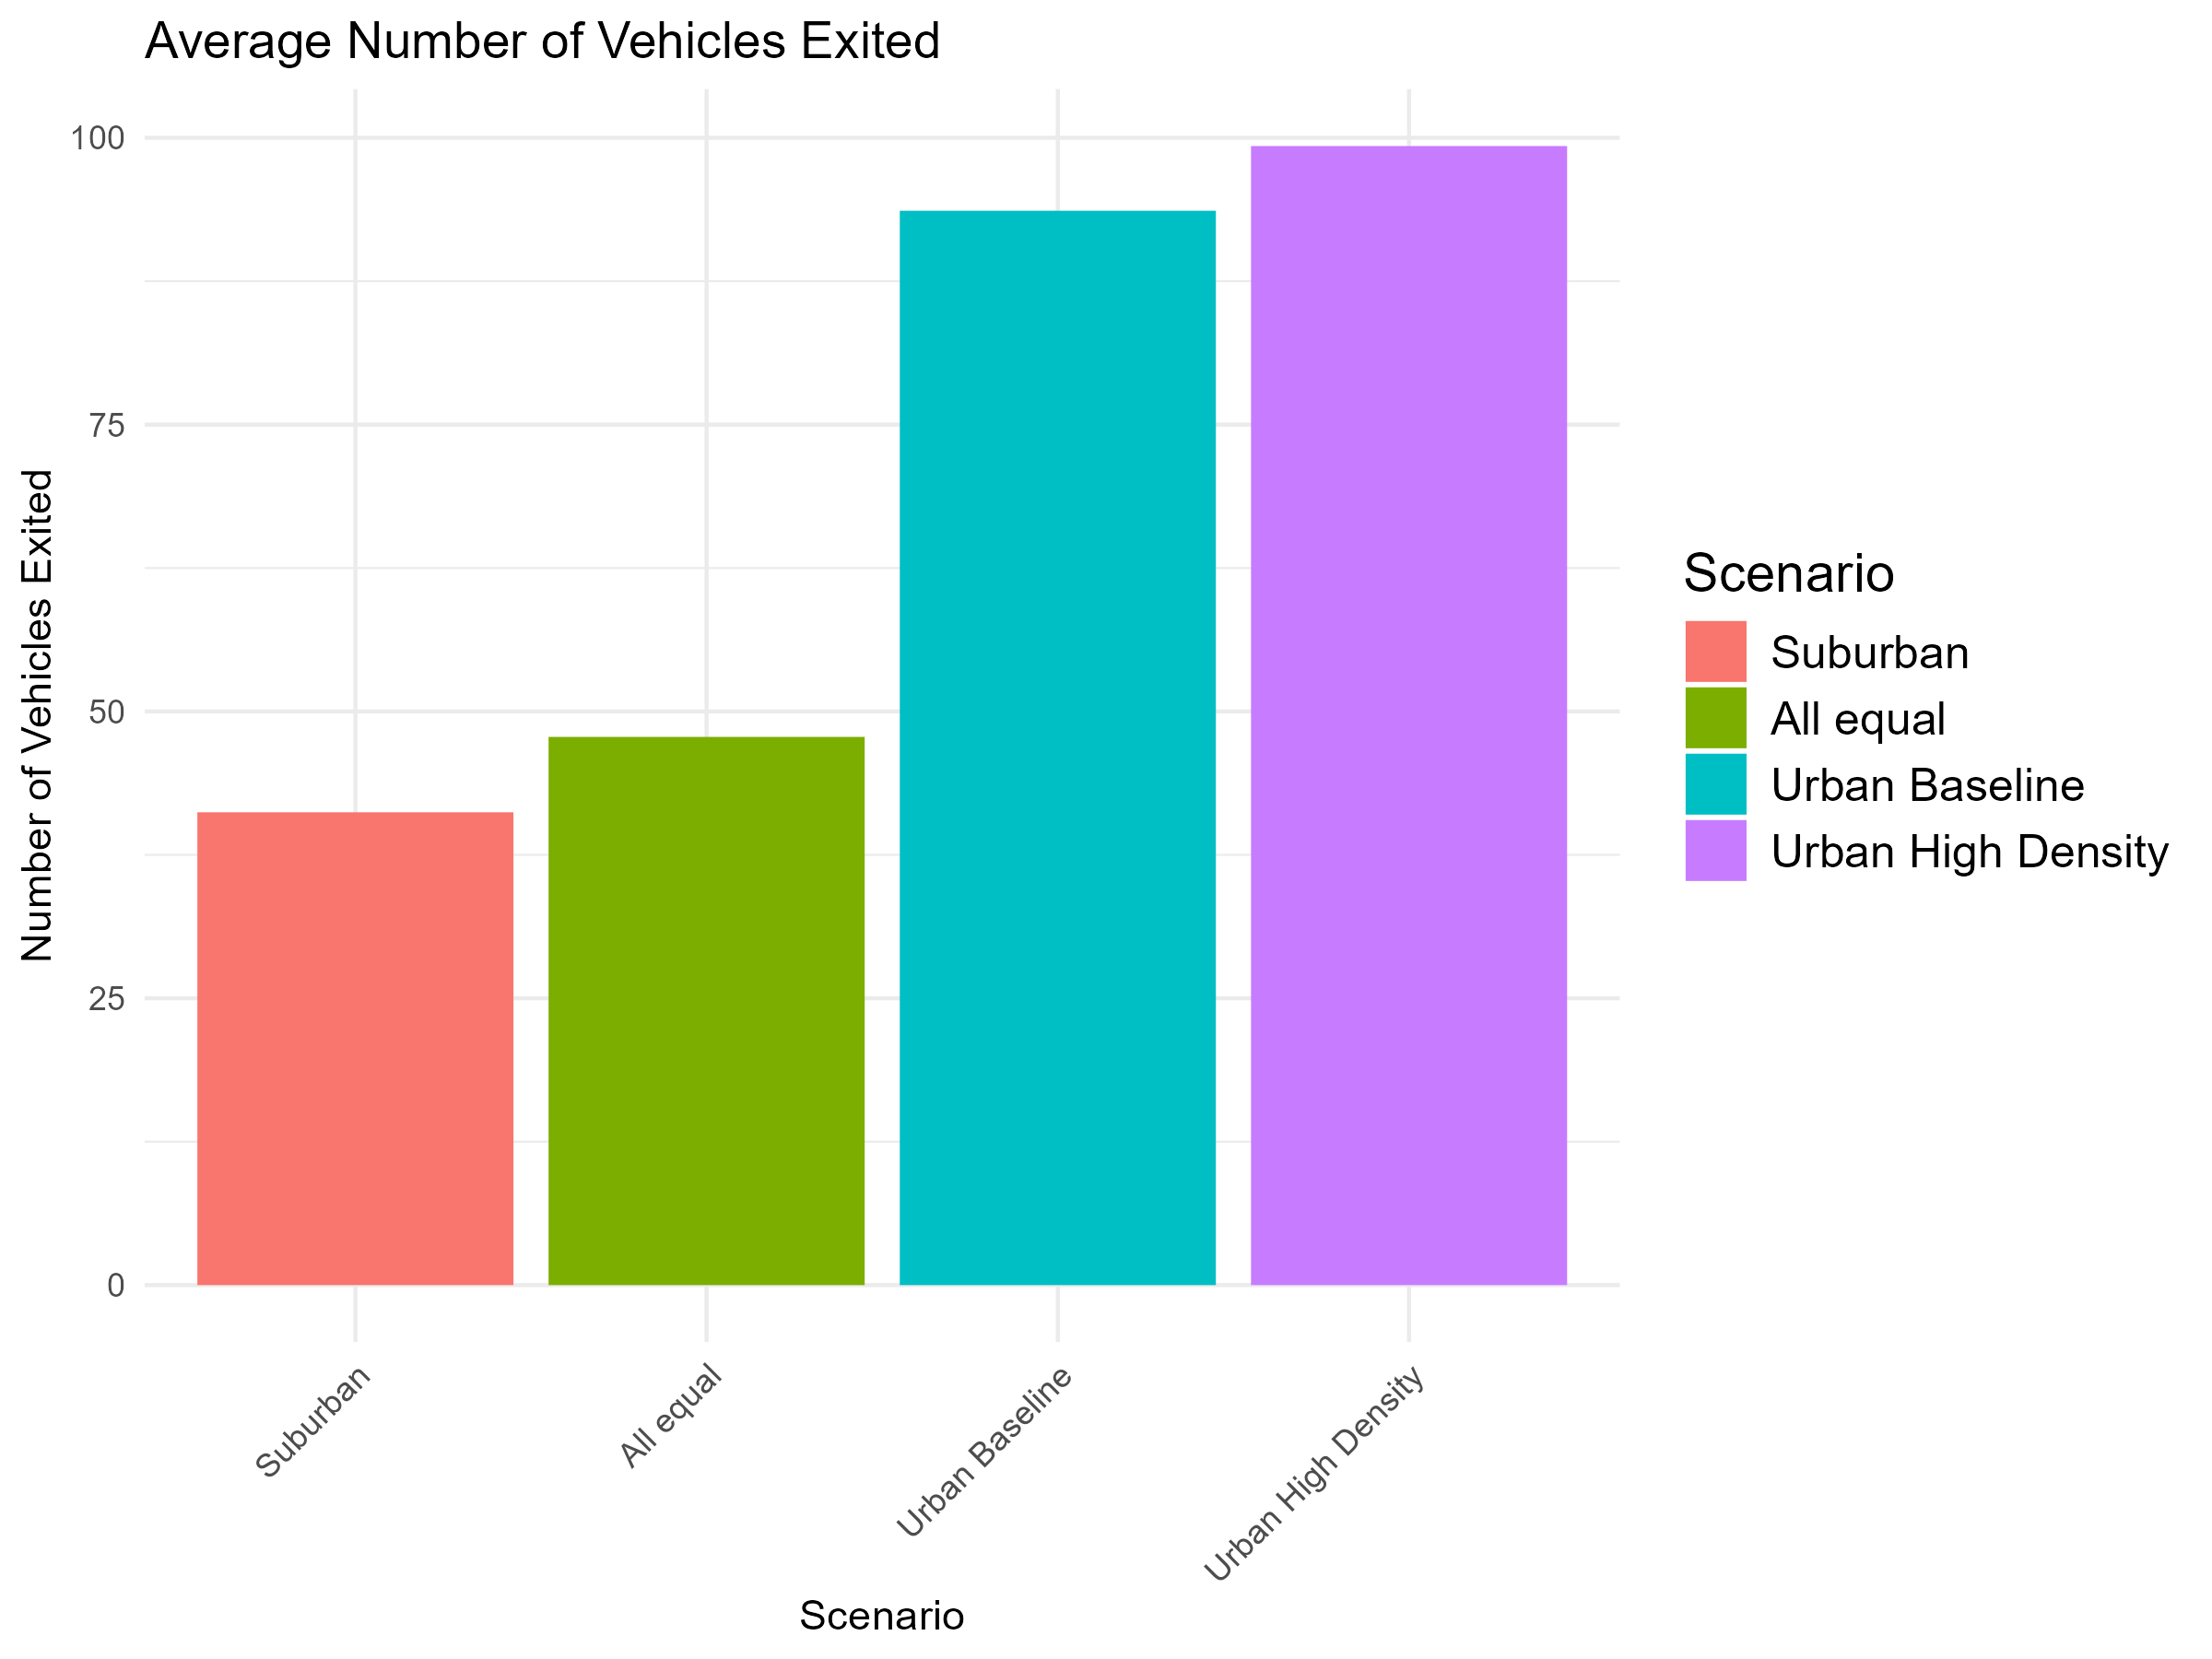 Average Number of Vehicles Exited
Number of Vehicles Exited
100
75
50
25
0
Suburban
All equal
Urban Baseline
Urban High Density
Scenario
Scenario
Suburban
All equal
Urban Baseline
Urban High Density